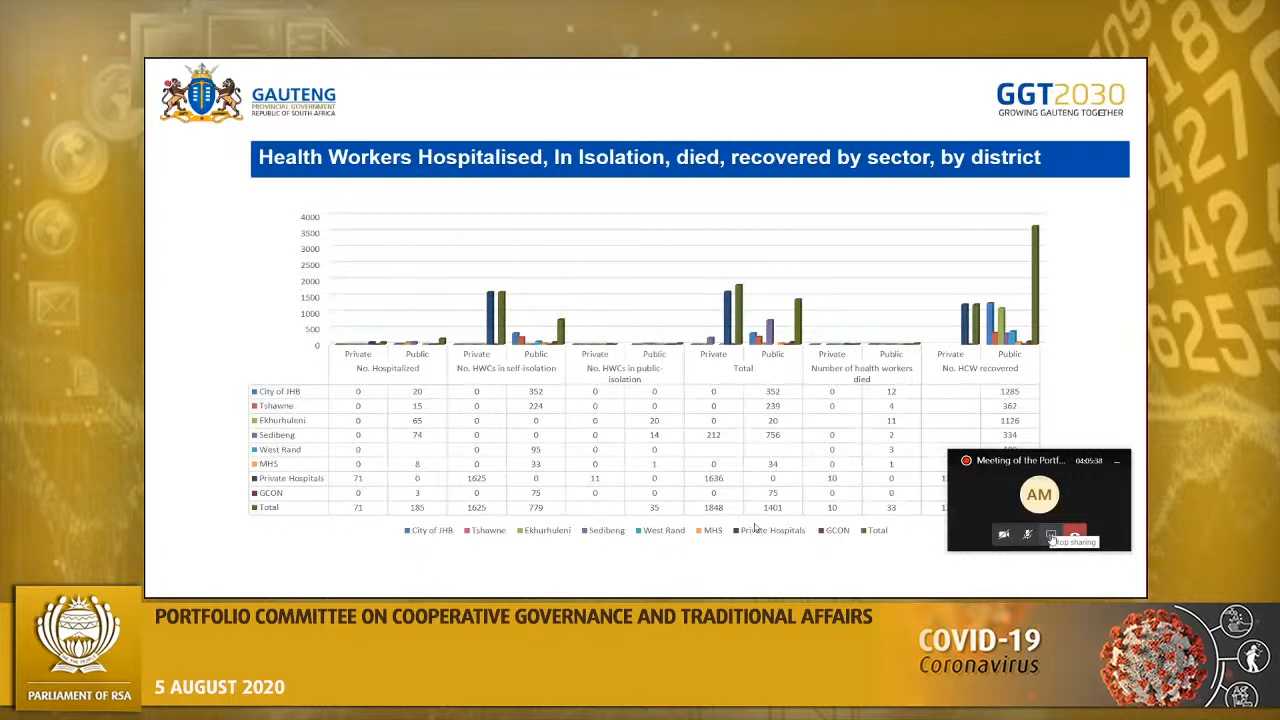 GAUTENG
PROVINCIAL GOVERNMENT
REPUBLIC OF SOUTH AFRICA
GGT2030
GROWING GAUTENG TOGETHER
Health Workers Hospitalised, In Isolation, died, recovered by sector, by district
4000
3500
3000
2500
2000
1500
1000
500
0
Private Public Private Public Private Public Private Public Private Public Private Public
No. Hospitalized No. HWCs in self-isolation No. HWCs in public-isolation Total Number of health workers died No. HCW recovered
City of JHB 0 20 0 352 0 0 0 352 0 12 1285
Tshawne 0 15 0 224 0 0 0 239 0 4 362
Ekhurhuleni 0 65 0 0 0 20 0 20 11 1126
Sedibeng 0 74 0 0 0 14 212 756 0 2 334
West Rand 0 0 95 0 0 3
MHS 0 8 0 33 0 1 0 34 0 1
Private Hospitals 71 0 1625 0 11 0 1636 0 10 0
GCON 0 3 0 75 0 0 75 0 0
Total 71 185 1625 779 35 1848 1401 10 33
City of JHB Tshawne Ekhurhuleni Sedibeng West Rand MHS Private Hospitals GCON Total
Meeting of the Portf... 04:05:38
AM
top sharing
PORTFOLIO COMMITTEE ON COOPERATIVE GOVERNANCE AND TRADITIONAL AFFAIRS
COVID-19
Coronavirus
PARLIAMENT OF RSA
5 AUGUST 2020